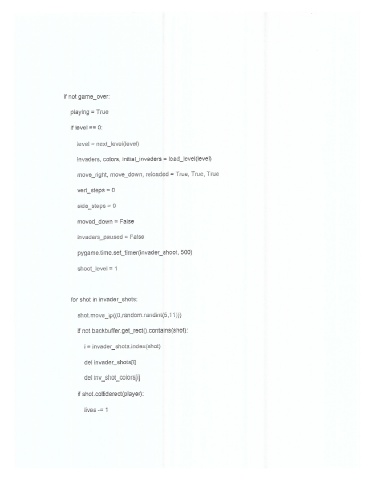 if not game_over:
playing = True
if level == 0:
level = next_level(level)
invaders, colors, initial_invaders = load_level(level)
move_right, move_down, reloaded = True, True, True
vert_steps = 0
side_steps = 0
moved_down = False
invaders_paused = False
pygame.time.set_timer(invader_shoot, 500)
shoot_level = 1
for shot in invader_shots:
shot.move_ip((0,random.randint(5,11)))
if not backbuffer.get_rect().contains(shot):
i = invader_shots.index(shot)
del invader_shots[i]
del inv_shot_colors[i]
if shot.colliderect(player):
lives -= 1